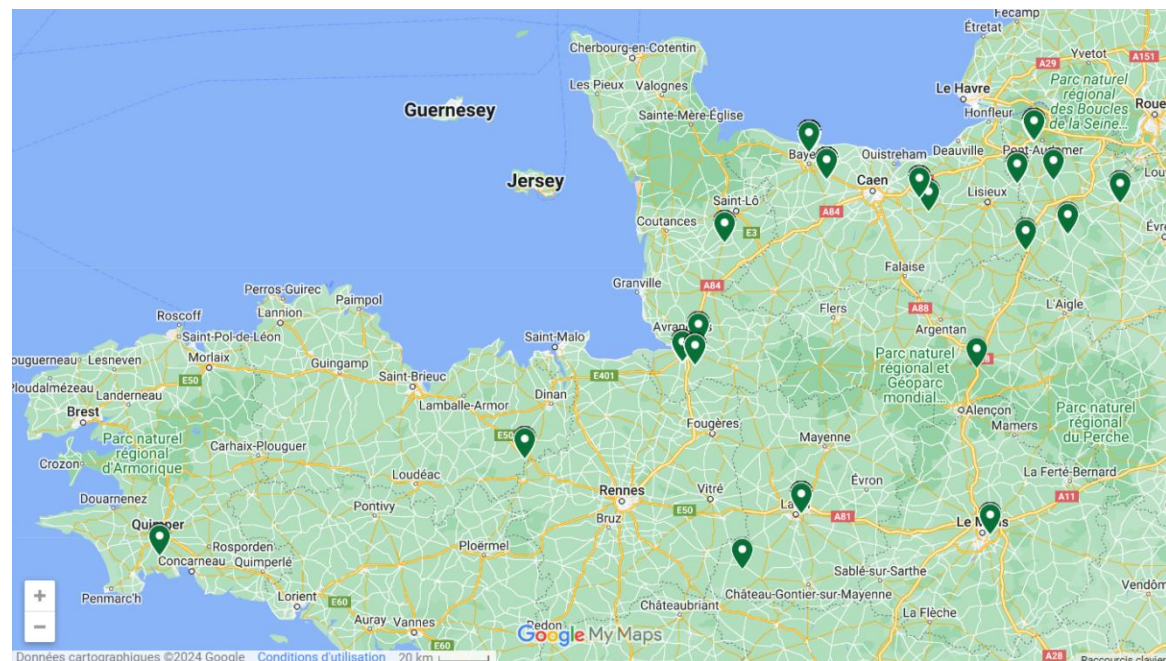 Fécamp
Étretat
Cherbourg-en-Cotentin
Yvetot
A29
A151
Les Pieux
Valognes
Parc naturel
régional
des Boucles
de la Seine...
Le Havre
Guernesey
Sainte-Mère-Église
Honfleur
Deauville
Pont-Audemer
Ouistreham
Jersey
Caen
Lisieux
Saint-Lô
A84
Coutances
E3
Falaise
Granville
A84
Perros-Guirec
Paimpol
Flers
L'Aigle
Roscoff
Lannion
A88
Saint-Pol-de-Léon
Saint-Malo
Argentan
Lesneven
Morlaix
Guingamp
Parc naturel
régional et
Géoparc
mondial...
E50
Saint-Brieuc
E401
Ploudalmézeau
Landerneau
Lamballe-Armor
Dinan
Alençon
Parc naturel
régional
du Perche
Brest
Fougères
Mamers
Parc naturel
régional
d'Armorique
Carhaix-Plouguer
E50
Mayenne
Crozon
Loudéac
La Ferté-Bernard
Douarnenez
Rennes
Vitré
Évron
A11
Pontivy
E50
A81
Quimper
Bruz
Le Mans
Rosporden
Ploërmel
Concarneau
Quimperlé
Sablé-sur-Sarthe
Penmarc'h
Lorient
Château-Gontier-sur-Mayenne
E60
Châteaubriant
La Flèche
Auray
Vannes
E60
Redon
Google My Maps
A28
Données cartographiques ©2024 Google
Conditions d'utilisation
20 km